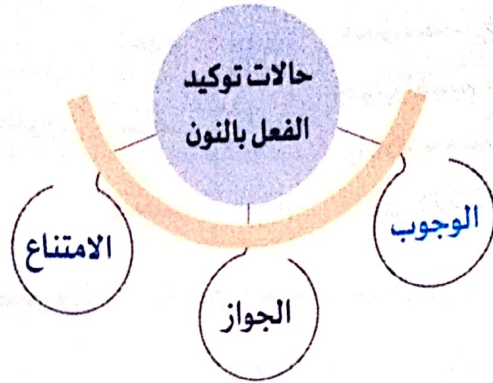 حالات توكيد
الفعل بالنون
الوجوب
الجواز
الامتناع